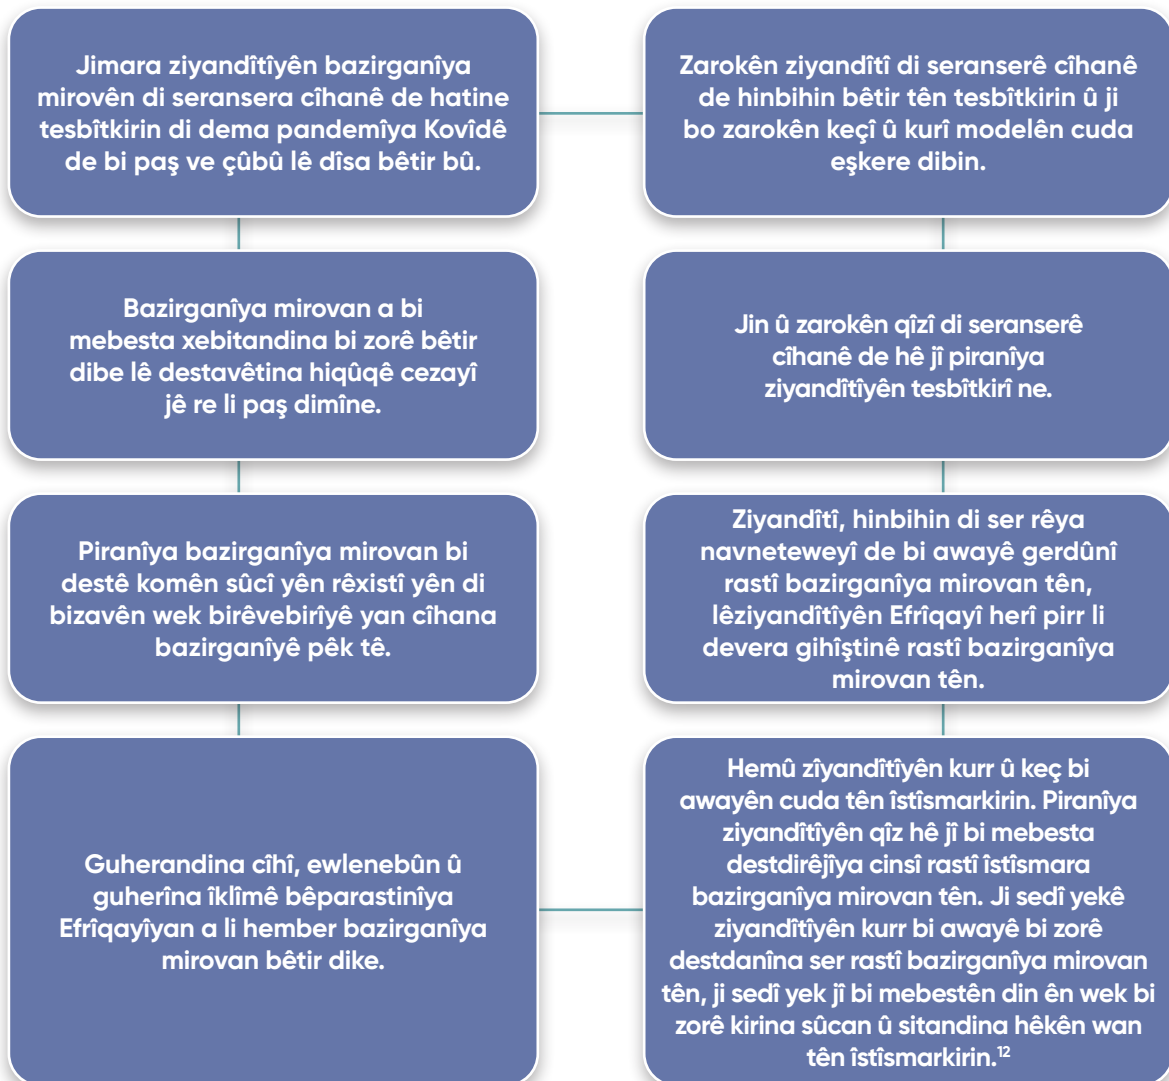 Jimara ziyandîtîyên bazirganîya
mirovên di seransera cîhanê de hatine
tesbîtkirin di dema pandemîya Kovîdê
de bi paş ve çûbû lê dîsa bêtir bû.
Zarokên ziyandîtî di seranserê cîhanê
de hinbihin bêtir tên tesbîtkirin û ji
bo zarokên keçî û kurî modelên cuda
eşkere dibin.
Bazirganîya mirovan a bi
mebesta xebitandina bi zorê bêtir
dibe lê destavêtina hiqûqê cezayî
jê re li paş dimîne.
Jin û zarokên qîzî di seranserê
cîhanê de hê jî piranîya
ziyandîtîyên tesbîtkirî ne.
Piranîya bazirganîya mirovan bi
destê komên sûcî yên rêxistî yên di
bizavên wek birêvebirîyê yan cîhana
bazirganîyê pêk tê.
Ziyandîtî, hinbihin di ser rêya
navneteweyî de bi awayê gerdûnî
rastî bazirganîya mirovan tên,
lêziyandîtîyên Efrîqayî herî pirr li
devera gihîştinê rastî bazirganîya
mirovan tên.
Guherandina cîhî, ewlenebûn û
guherîna îklîmê bêparastinîya
Efrîqayîyan a li hember bazirganîya
mirovan bêtir dike.
Hemû zîyandîtîyên kurr û keç bi
awayên cuda tên îstîsmarkirin. Piranîya
ziyandîtîyên qîz hê jî bi mebesta
destdirêjîya cinsî rastî îstîsmara
bazirganîya mirovan tên. Ji sedî yekê
ziyandîtîyên kurr bi awayê bi zorê
destdanîna ser rastî bazirganîya mirovan
tên, ji sedî yek jî bi mebestên din ên wek bi
zorê kirina sûcan û sitandina hêkên wan
tên îstîsmarkirin.¹²